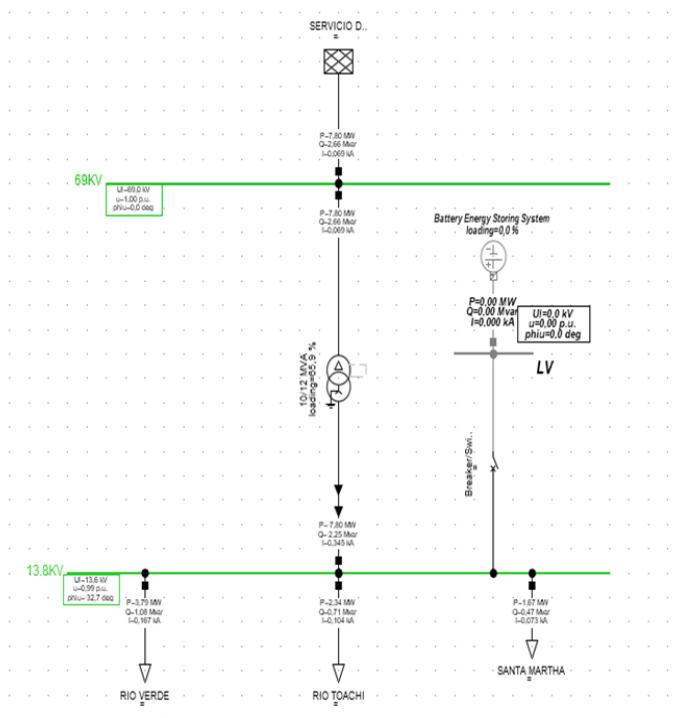 SERVICIO D..
P=7,80 MW
Q=2,66 Mvar
I=0,069 kA
69KV
Ul=69,0 kV
u=1,00 p.u.
phiu=0,0 deg
P=7,80 MW
Q=2,66 Mvar
I=0,069 kA
Battery Energy Storing System
loading=0,0 %
P=0,00 MW
Q=0,00 Mvar
I=0,000 kA
Ul=0,0 kV
u=0,00 p.u.
phiu=0,0 deg
LV
10/12 MVA
loading=65,9 %
Breaker/Swi..
P=-7,80 MW
Q=-2,25 Mvar
I=0,345 kA
13.8KV
Ul=13,6 kV
u=0,99 p.u.
phiu=-32,7 deg
P=3,79 MW
Q=1,08 Mvar
I=0,167 kA
P=2,34 MW
Q=0,71 Mvar
I=0,104 kA
P=1,67 MW
Q=0,47 Mvar
I=0,073 kA
RIO VERDE
RIO TOACHI
SANTA MARTHA